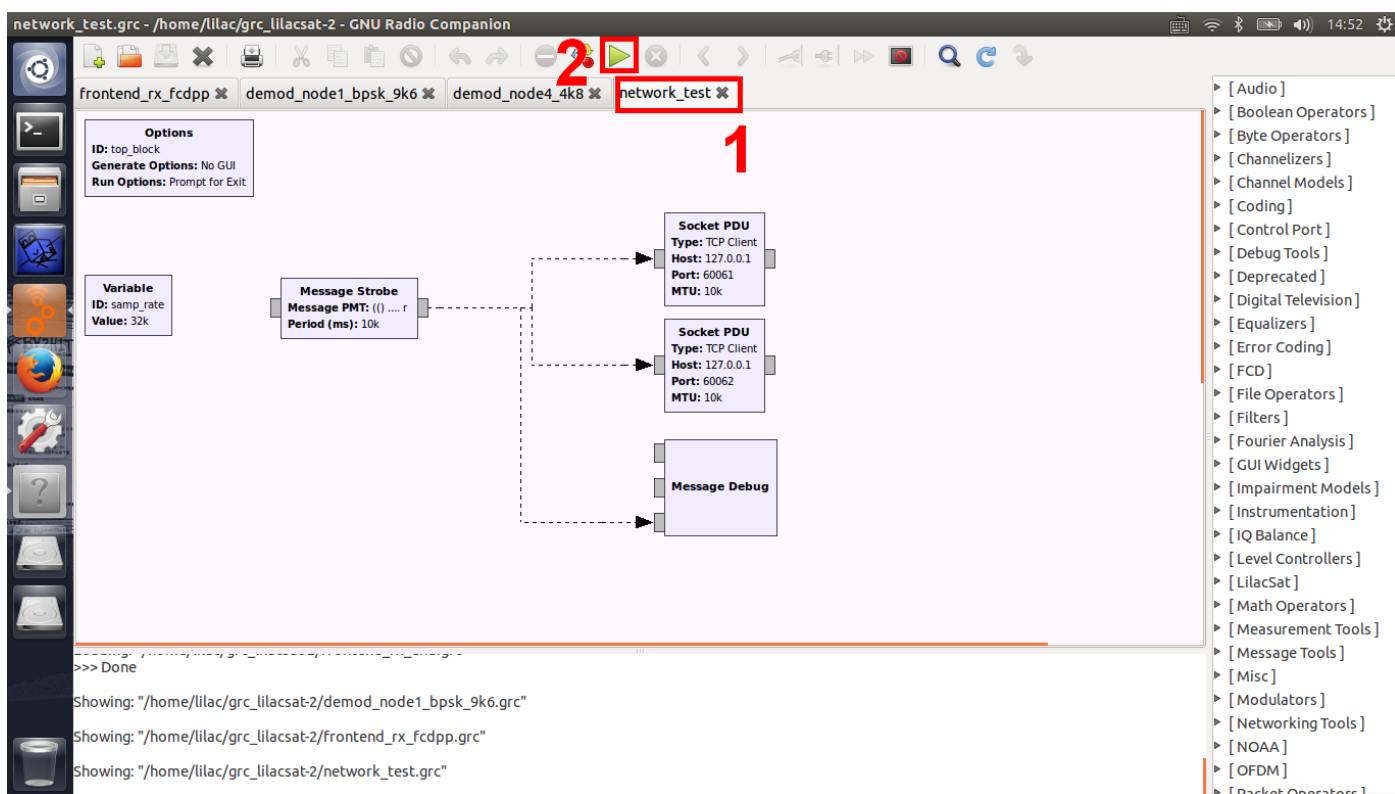 network_test.grc - /home/lilac/grc_lilacsat-2 - GNU Radio Companion
14:52
2
frontend_rx_fcdpp
demod_node1_bpsk_9k6
demod_node4_4k8
network_test
1
Options
ID: top_block
Generate Options: No GUI
Run Options: Prompt for Exit
Variable
ID: samp_rate
Value: 32k
Message Strobe
Message PMT: (() .... r
Period (ms): 10k
Socket PDU
Type: TCP Client
Host: 127.0.0.1
Port: 60061
MTU: 10k
Socket PDU
Type: TCP Client
Host: 127.0.0.1
Port: 60062
MTU: 10k
Message Debug
>>> Done
Showing: "/home/lilac/grc_lilacsat-2/demod_node1_bpsk_9k6.grc"
Showing: "/home/lilac/grc_lilacsat-2/frontend_rx_fcdpp.grc"
Showing: "/home/lilac/grc_lilacsat-2/network_test.grc"
[ Audio ]
[ Boolean Operators ]
[ Byte Operators ]
[ Channelizers ]
[ Channel Models ]
[ Coding ]
[ Control Port ]
[ Debug Tools ]
[ Deprecated ]
[ Digital Television ]
[ Equalizers ]
[ Error Coding ]
[ FCD ]
[ File Operators ]
[ Filters ]
[ Fourier Analysis ]
[ GUI Widgets ]
[ Impairment Models ]
[ Instrumentation ]
[ IQ Balance ]
[ Level Controllers ]
[ LilacSat ]
[ Math Operators ]
[ Measurement Tools ]
[ Message Tools ]
[ Misc ]
[ Modulators ]
[ Networking Tools ]
[ NOAA ]
[ OFDM ]
[ Packet Operators ]